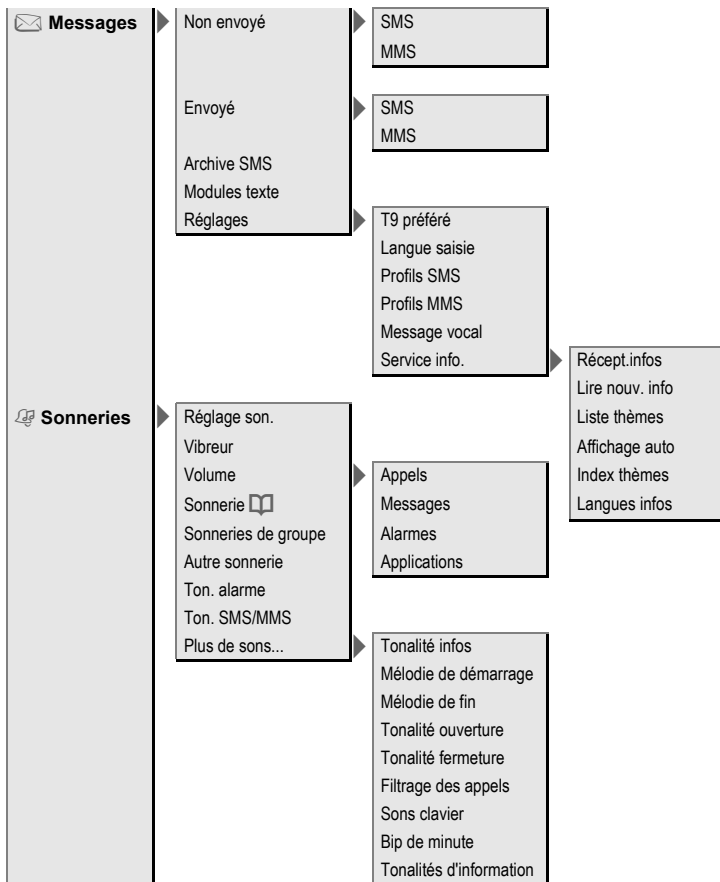 Messages
Non envoyé
SMS
MMS
Envoyé
SMS
MMS
Archive SMS
Modules texte
Réglages
T9 préféré
Langue saisie
Profils SMS
Profils MMS
Message vocal
Service info.
Récept.infos
Lire nouv. info
Liste thèmes
Affichage auto
Index thèmes
Langues infos
Sonneries
Réglage son.
Vibreur
Volume
Appels
Messages
Alarmes
Applications
Sonnerie
Sonneries de groupe
Autre sonnerie
Ton. alarme
Ton. SMS/MMS
Plus de sons...
Tonalité infos
Mélodie de démarrage
Mélodie de fin
Tonalité ouverture
Tonalité fermeture
Filtrage des appels
Sons clavier
Bip de minute
Tonalités d'information